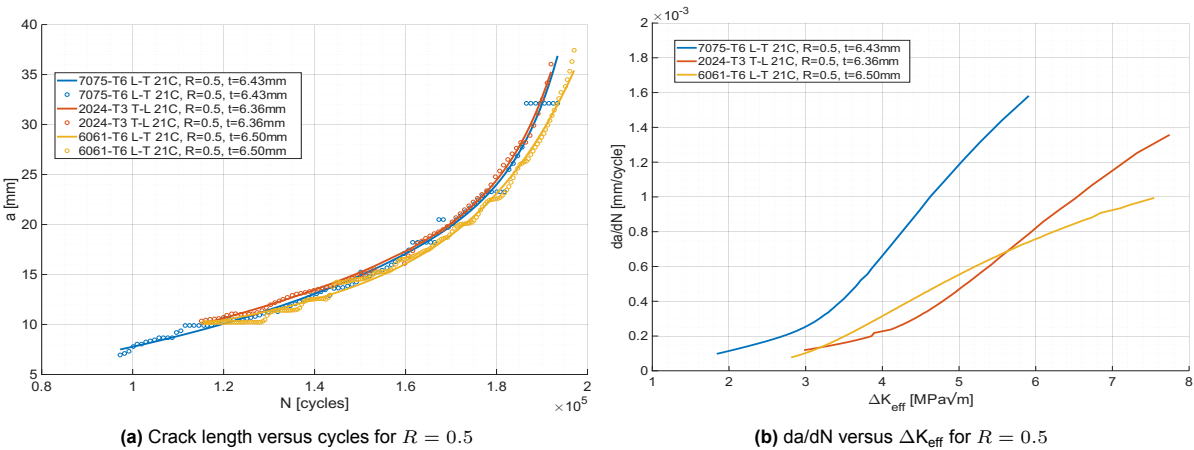 40
35
30
25
20
15
10
5
a [mm]
7075-T6 L-T 21C, R=0.5, t=6.43mm
7075-T6 L-T 21C, R=0.5, t=6.43mm
2024-T3 T-L 21C, R=0.5, t=6.36mm
2024-T3 T-L 21C, R=0.5, t=6.36mm
6061-T6 L-T 21C, R=0.5, t=6.50mm
6061-T6 L-T 21C, R=0.5, t=6.50mm
0.8 1 1.2 1.4 1.6 1.8 2
N [cycles]
×10⁵
(a) Crack length versus cycles for R = 0.5
×10⁻³
2
1.8
1.6
1.4
1.2
1
0.8
0.6
0.4
0.2
0
da/dN [mm/cycle]
7075-T6 L-T 21C, R=0.5, t=6.43mm
2024-T3 T-L 21C, R=0.5, t=6.36mm
6061-T6 L-T 21C, R=0.5, t=6.50mm
1 2 3 4 5 6 7 8
ΔK_eff [MPa√m]
(b) da/dN versus ΔK_eff for R = 0.5